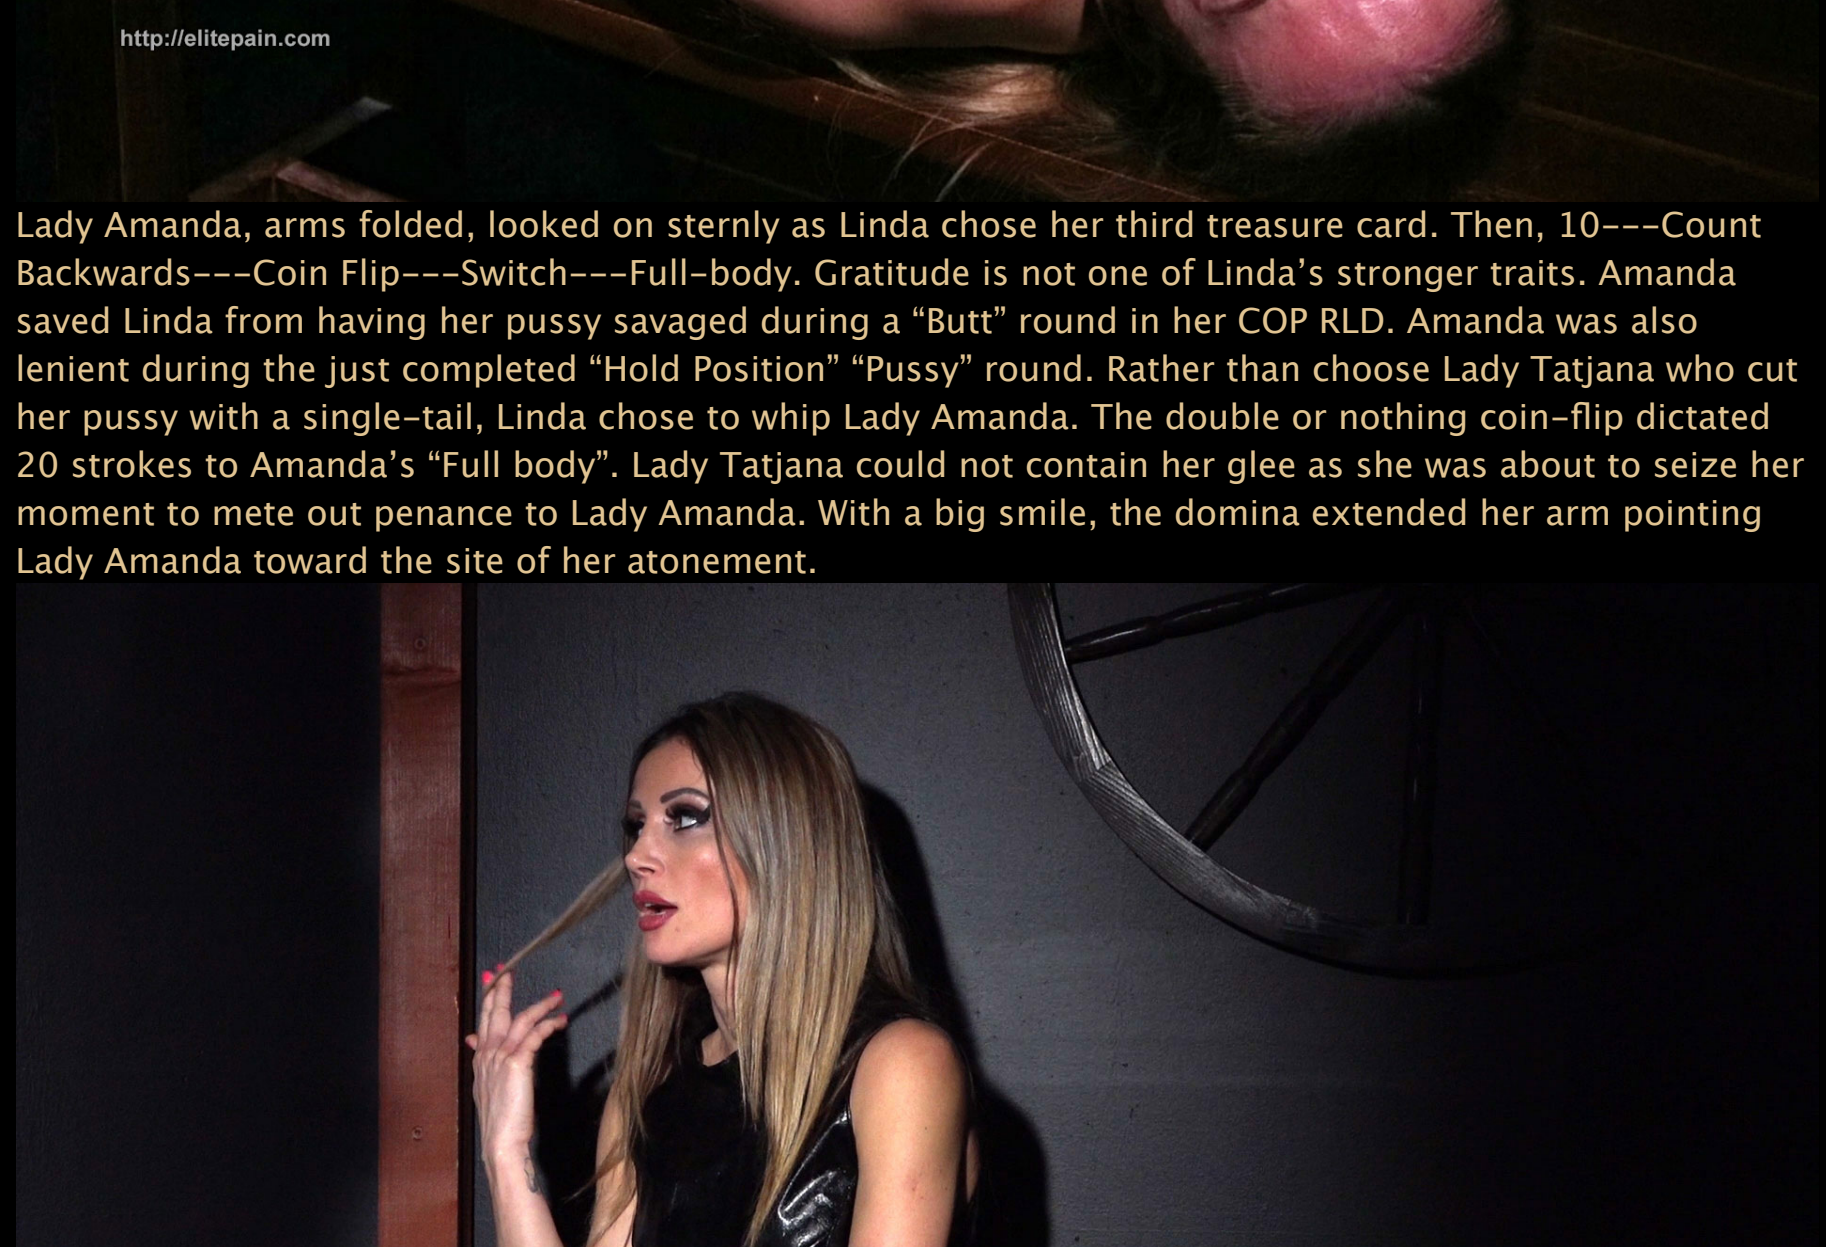 http://elitepain.com
Lady Amanda, arms folded, looked on sternly as Linda chose her third treasure card. Then, 10---Count
Backwards---Coin Flip---Switch---Full-body. Gratitude is not one of Linda’s stronger traits. Amanda
saved Linda from having her pussy savaged during a “Butt” round in her COP RLD. Amanda was also
lenient during the just completed “Hold Position” “Pussy” round. Rather than choose Lady Tatjana who cut
her pussy with a single-tail, Linda chose to whip Lady Amanda. The double or nothing coin-flip dictated
20 strokes to Amanda’s “Full body”. Lady Tatjana could not contain her glee as she was about to seize her
moment to mete out penance to Lady Amanda. With a big smile, the domina extended her arm pointing
Lady Amanda toward the site of her atonement.